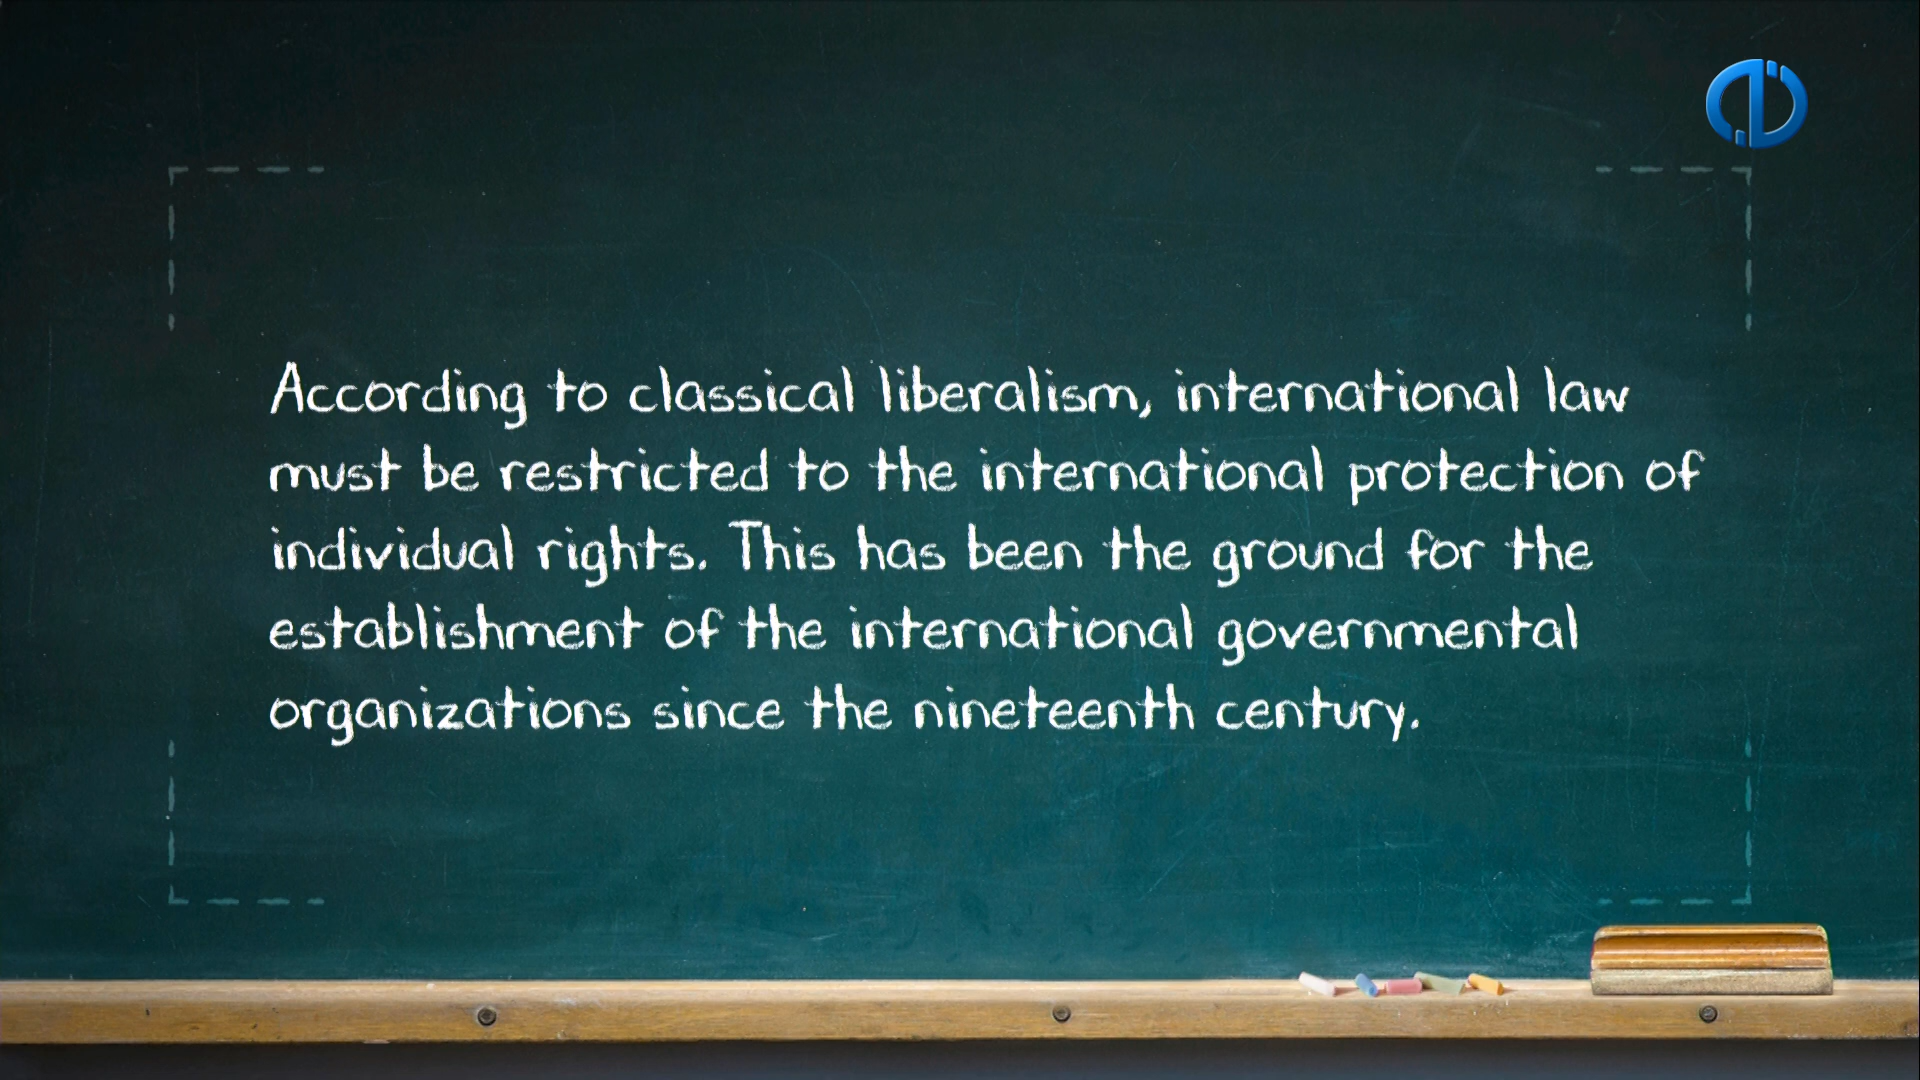 According to classical liberalism, international law
must be restricted to the international protection of
individual rights. This has been the ground for the
establishment of the international governmental
organizations since the nineteenth century.